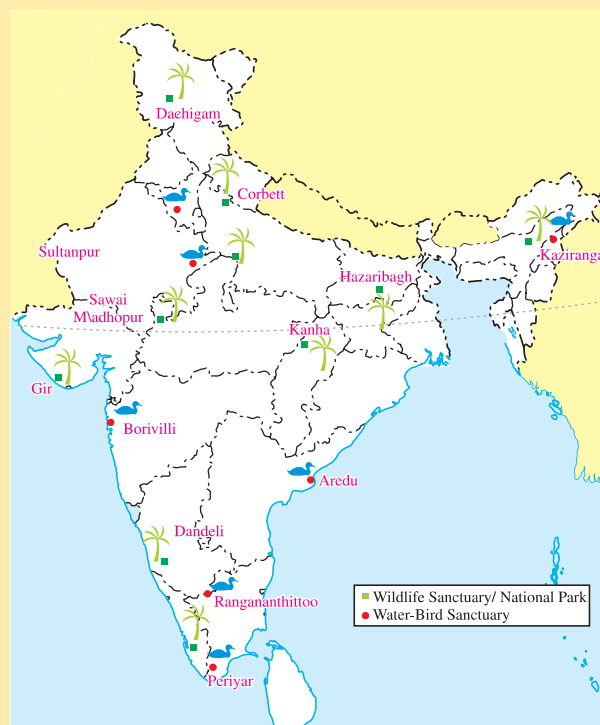 Dachigam
Corbett
Sultanpur
Kaziranga
Hazaribagh
Sawai
M\adhopur
Kanha
Gir
Borivilli
Aredu
Dandeli
Rangananthittoo
Periyar
Wildlife Sanctuary/ National Park
Water-Bird Sanctuary